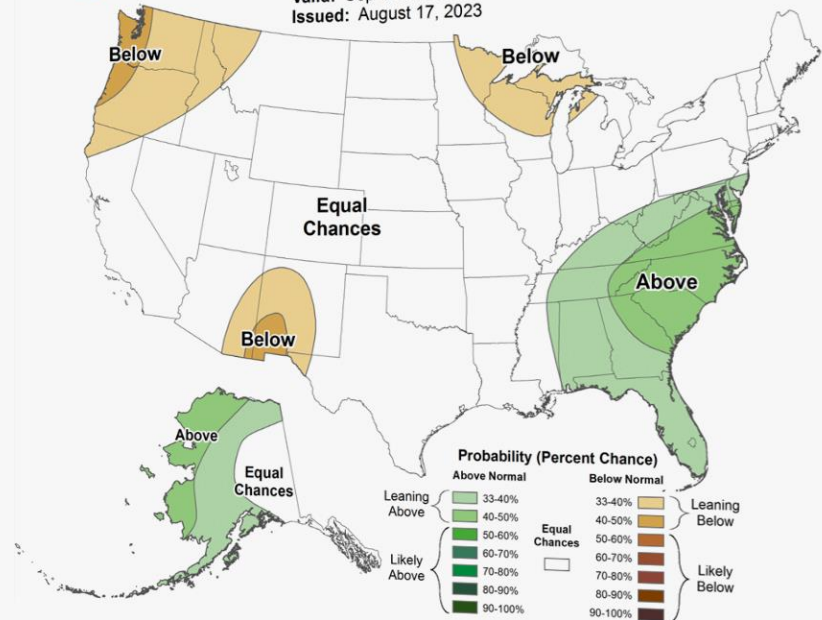 Issued: August 17, 2023
Below
Below
Equal
Chances
Above
Below
Above
Equal
Chances
Probability (Percent Chance)
Above Normal
Below Normal
Leaning
Above
33-40%
40-50%
Likely
Above
50-60%
60-70%
70-80%
80-90%
90-100%
Equal
Chances
33-40%
40-50%
Leaning
Below
50-60%
60-70%
70-80%
80-90%
90-100%
Likely
Below